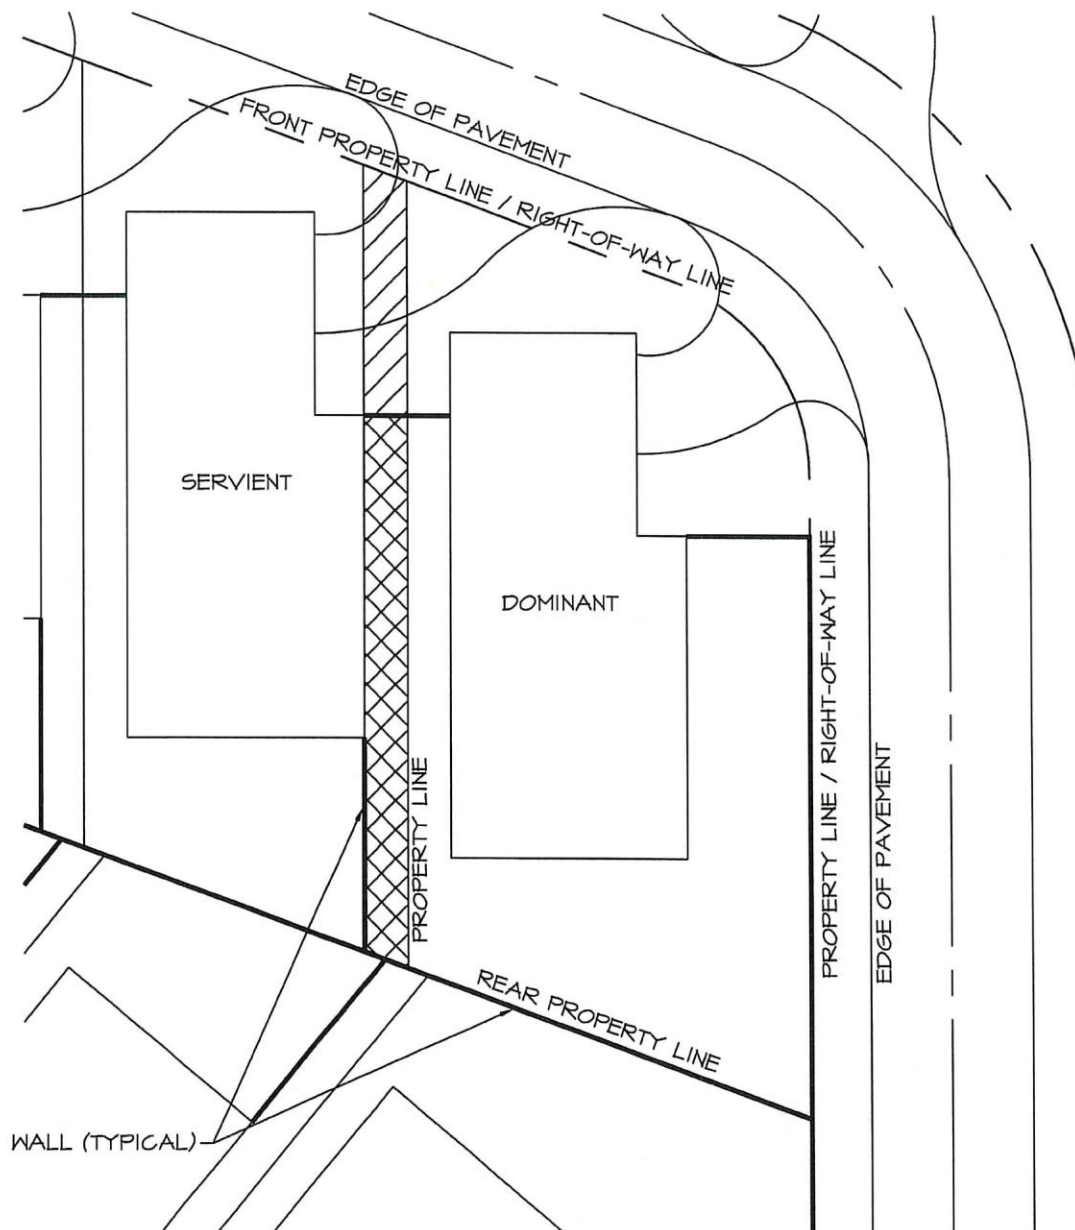 EDGE OF PAVEMENT
FRONT PROPERTY LINE / RIGHT-OF-WAY LINE
SERVIENT
DOMINANT
PROPERTY LINE
PROPERTY LINE / RIGHT-OF-WAY LINE
EDGE OF PAVEMENT
REAR PROPERTY LINE
WALL (TYPICAL)